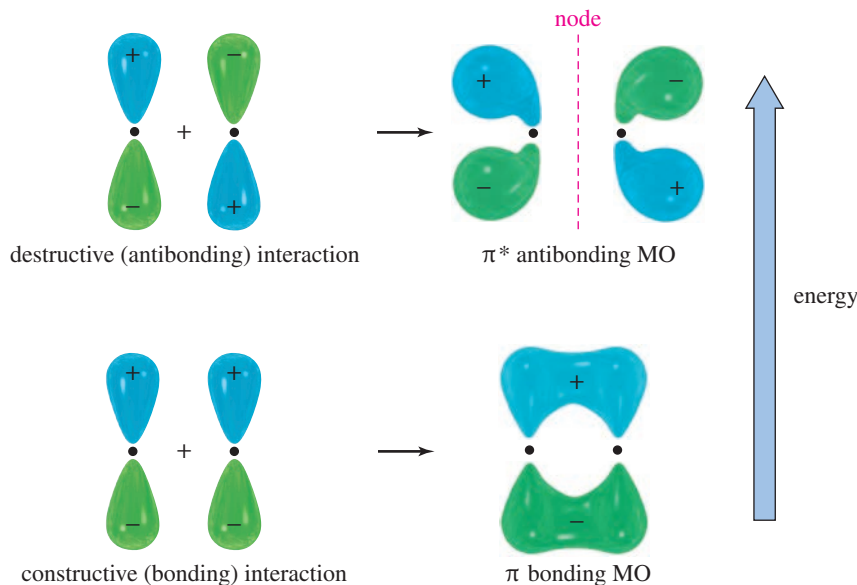 node
+ − + −
+
− + − +
destructive (antibonding) interaction
π* antibonding MO
energy
+ + +
+
− − −
constructive (bonding) interaction
π bonding MO